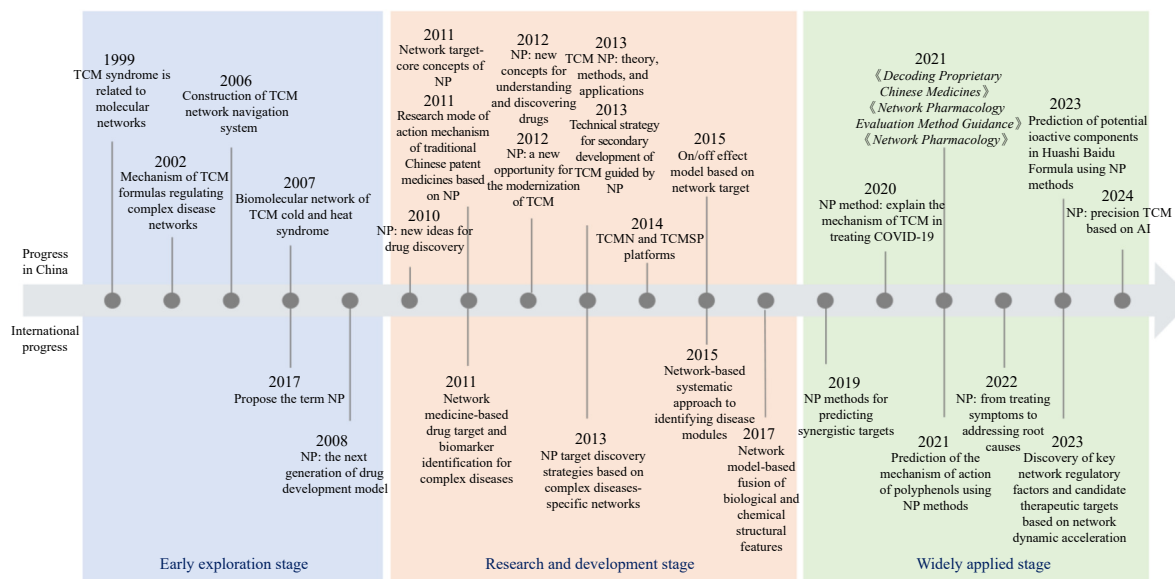 1999
TCM syndrome is
related to
molecular
networks
2002
Mechanism of TCM
formulas regulating
complex disease
networks
2006
Construction of TCM
network navigation
system
2007
Biomolecular network of
TCM cold and heat
syndrome
2011
Network target-
core concepts of
NP
2011
Research mode of
action mechanism
of traditional
Chinese patent
medicines based
on NP
2010
NP: new ideas for
drug discovery
2012
NP: new
concepts for
understanding
and discovering
drugs
2012
NP: a new
opportunity for
the modernization
of TCM
2013
TCM NP: theory,
methods, and
applications
2013
Technical strategy
for secondary
development of
TCM guided by
NP
2014
TCMN and TCMSP
platforms
2015
On/off effect
model based on
network target
2020
NP method: explain the
mechanism of TCM in
treating COVID-19
2021
《Decoding Proprietary
Chinese Medicines》
《Network Pharmacology
Evaluation Method Guidance》
《Network Pharmacology》
2023
Prediction of potential
ioactive components
in Huashi Baidu
Formula using NP
methods
2024
NP: precision TCM
based on AI
Progress
in China
International
progress
2017
Propose the term NP
2008
NP: the next
generation of drug
development model
2011
Network
medicine-based
drug target and
biomarker
identification for
complex diseases
2013
NP target discovery
strategies based on
complex diseases-
specific networks
2015
Network-based
systematic
approach to
identifying disease
modules
2017
Network
model-based
fusion of
biological and
chemical
structural
features
2019
NP methods for
predicting
synergistic targets
2021
Prediction of the
mechanism of action
of polyphenols using
NP methods
2022
NP: from treating
symptoms to
addressing root
causes
2023
Discovery of key
network regulatory
factors and candidate
therapeutic targets
based on network
dynamic acceleration
Early exploration stage
Research and development stage
Widely applied stage